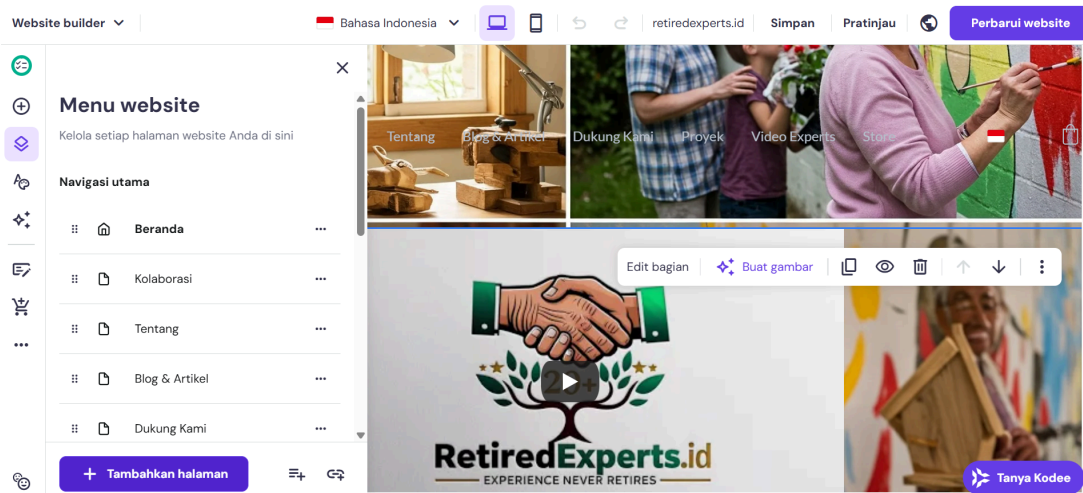 Website builder
Bahasa Indonesia
retiredexperts.id
Simpan
Pratinjau
Perbarui website
Menu website
Kelola setiap halaman website Anda di sini
Navigasi utama
Beranda
Kolaborasi
Tentang
Blog & Artikel
Dukung Kami
Tambahkan halaman
Tentang Blog & Artikel Dukung Kami Proyek Video Experts Store
Edit bagian
Buat gambar
29+
RetiredExperts.id
EXPERIENCE NEVER RETIRES
Tanya Kodee